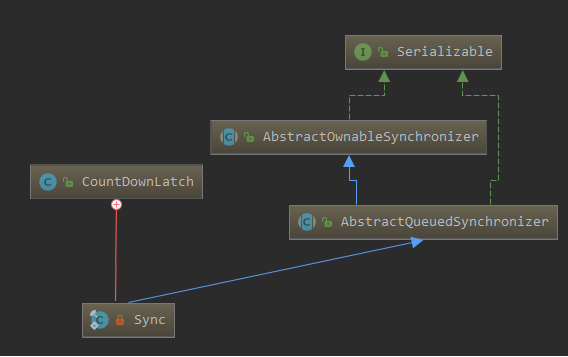 I Serializable
C AbstractOwnableSynchronizer
C CountDownLatch
C AbstractQueuedSynchronizer
C Sync